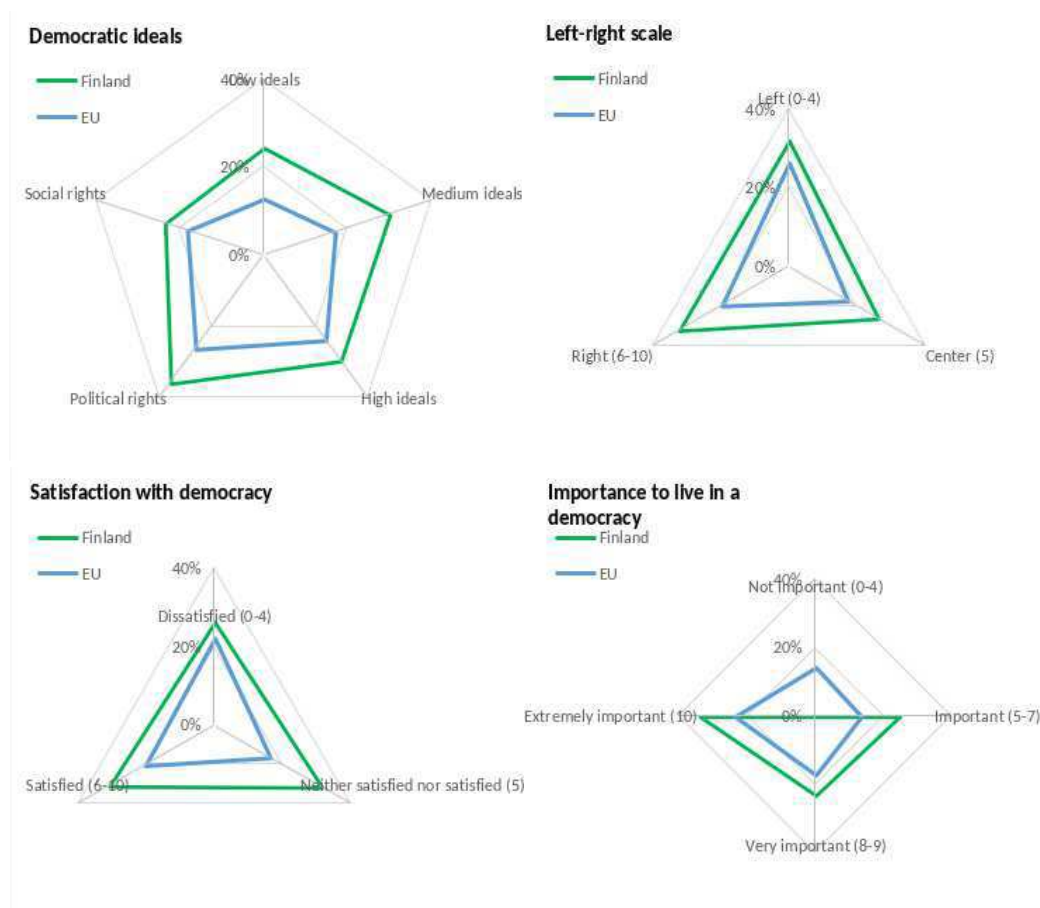 Democratic ideals
Finland
EU
40%
Low ideals
20%
0%
Social rights
Medium ideals
Political rights
High ideals
Left-right scale
Finland
EU
Left (0-4)
40%
20%
0%
Right (6-10)
Center (5)
Satisfaction with democracy
Finland
EU
40%
Dissatisfied (0-4)
20%
0%
Satisfied (6-10)
Neither satisfied nor satisfied (5)
Importance to live in a
democracy
Finland
EU
40%
Not important (0-4)
20%
0%
Extremely important (10)
Important (5-7)
Very important (8-9)